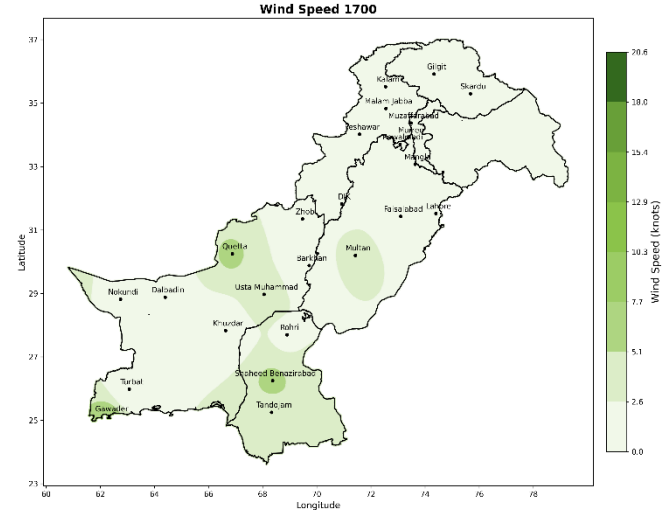 Wind Speed 1700
37
35
33
31
29
27
25
23
Latitude
60
62
64
66
68
70
72
74
76
78
Longitude
Gilgit
Kalam
Skardu
Malam Jabba
Muzaffarabad
Peshawar
Mangla
DIK
Zhob
Faisalabad
Lahore
Quetta
Multan
Barkhan
Usta Muhammad
Nokundi
Dalbadin
Khuzdar
Rohri
Shaheed Benazirabad
Turbat
Gawader
Tandojam
20.6
18.0
15.4
12.9
10.3
7.7
5.1
2.6
0.0
Wind Speed (knots)